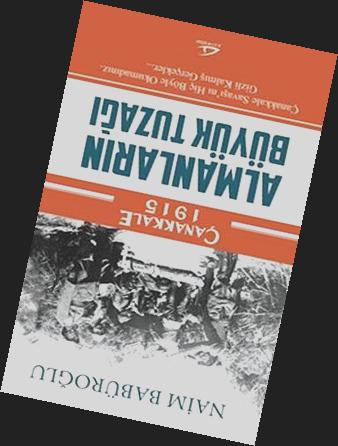 NAİM BABÜROĞLU
ÇANAKKALE
1915
ALMANLARIN
BÜYÜK TUZAĞI
Çanakkale Savaşı'nı Hiç Böyle Okumadınız.
Gizli Kalmış Gerçekler...